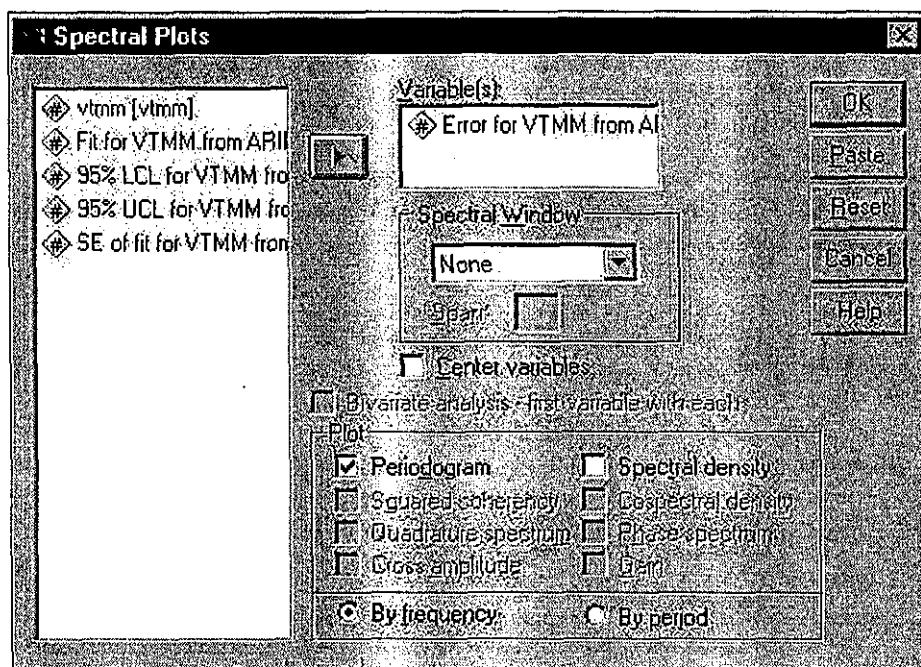 Spectral Plots
vtmm [vtmm]
Fit for VTMM from ARII
95% LCL for VTMM fro
95% UCL for VTMM fro
SE of fit for VTMM from
Variable(s):
Error for VTMM from AI
Spectral Window
None
Span:
Center variables
Bivariate analysis - first variable with each
Plot
Periodogram
Spectral density
Squared coherency
Cospectral density
Quadrature spectrum
Phase spectrum
Cross amplitude
Gain
By frequency
By period
OK
Paste
Reset
Cancel
Help